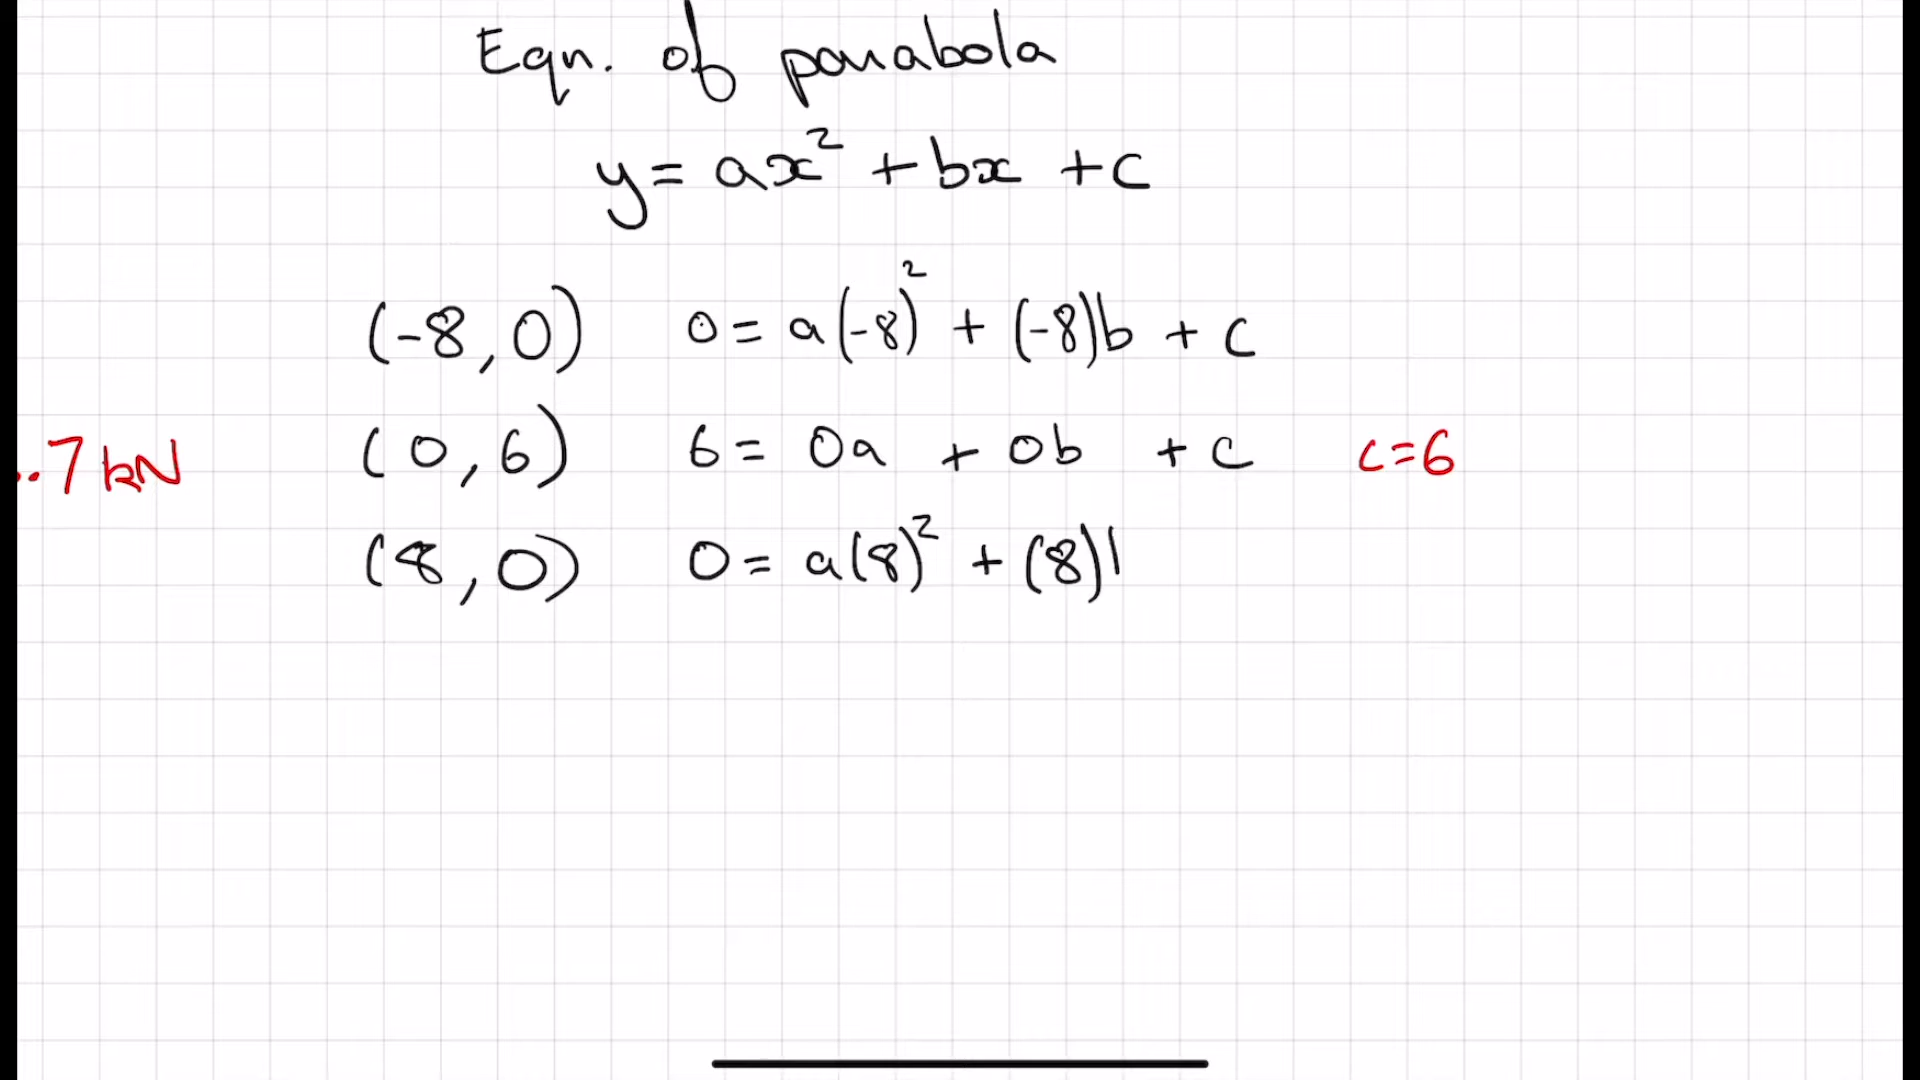 Eqn. of parabola
y = ax² + bx + c
(-8, 0) 0 = a(-8)² + (-8)b + c
..7 kN (0, 6) 6 = 0a + 0b + c c=6
(8, 0) 0 = a(8)² + (8)